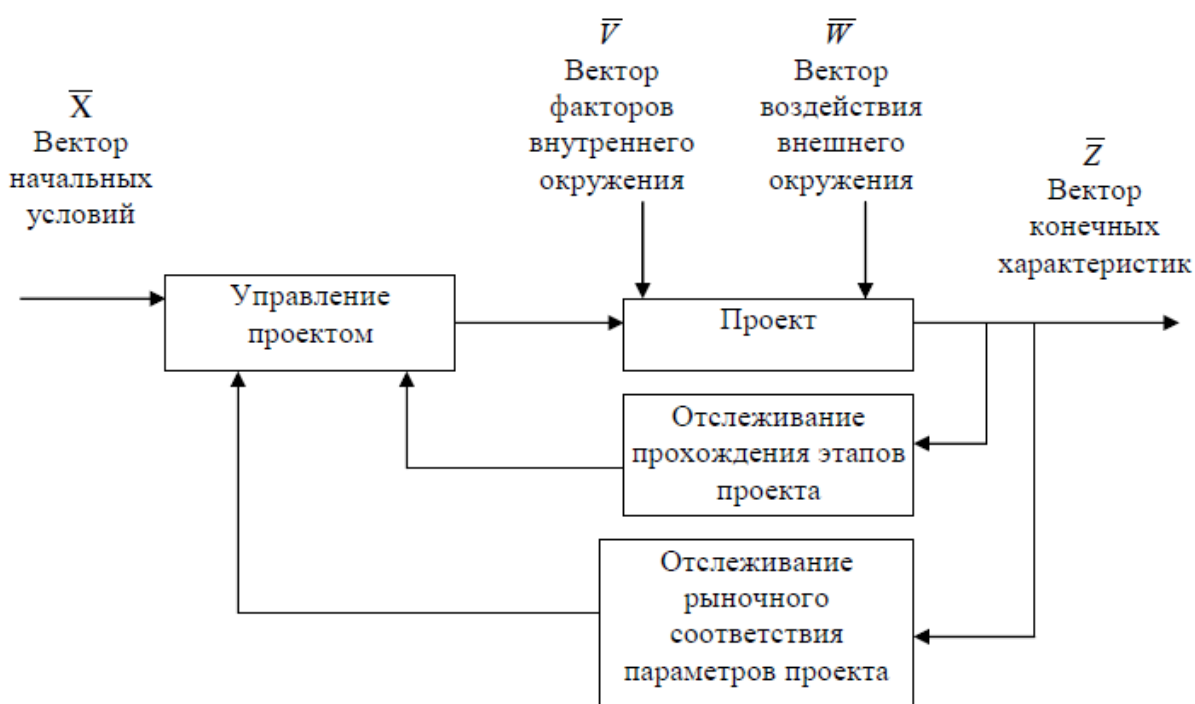 X̅
Вектор
начальных
условий
V̅
Вектор
факторов
внутреннего
окружения
W̅
Вектор
воздействия
внешнего
окружения
Z̅
Вектор
конечных
характеристик
Управление
проектом
Проект
Отслеживание
прохождения этапов
проекта
Отслеживание
рыночного
соответствия
параметров проекта